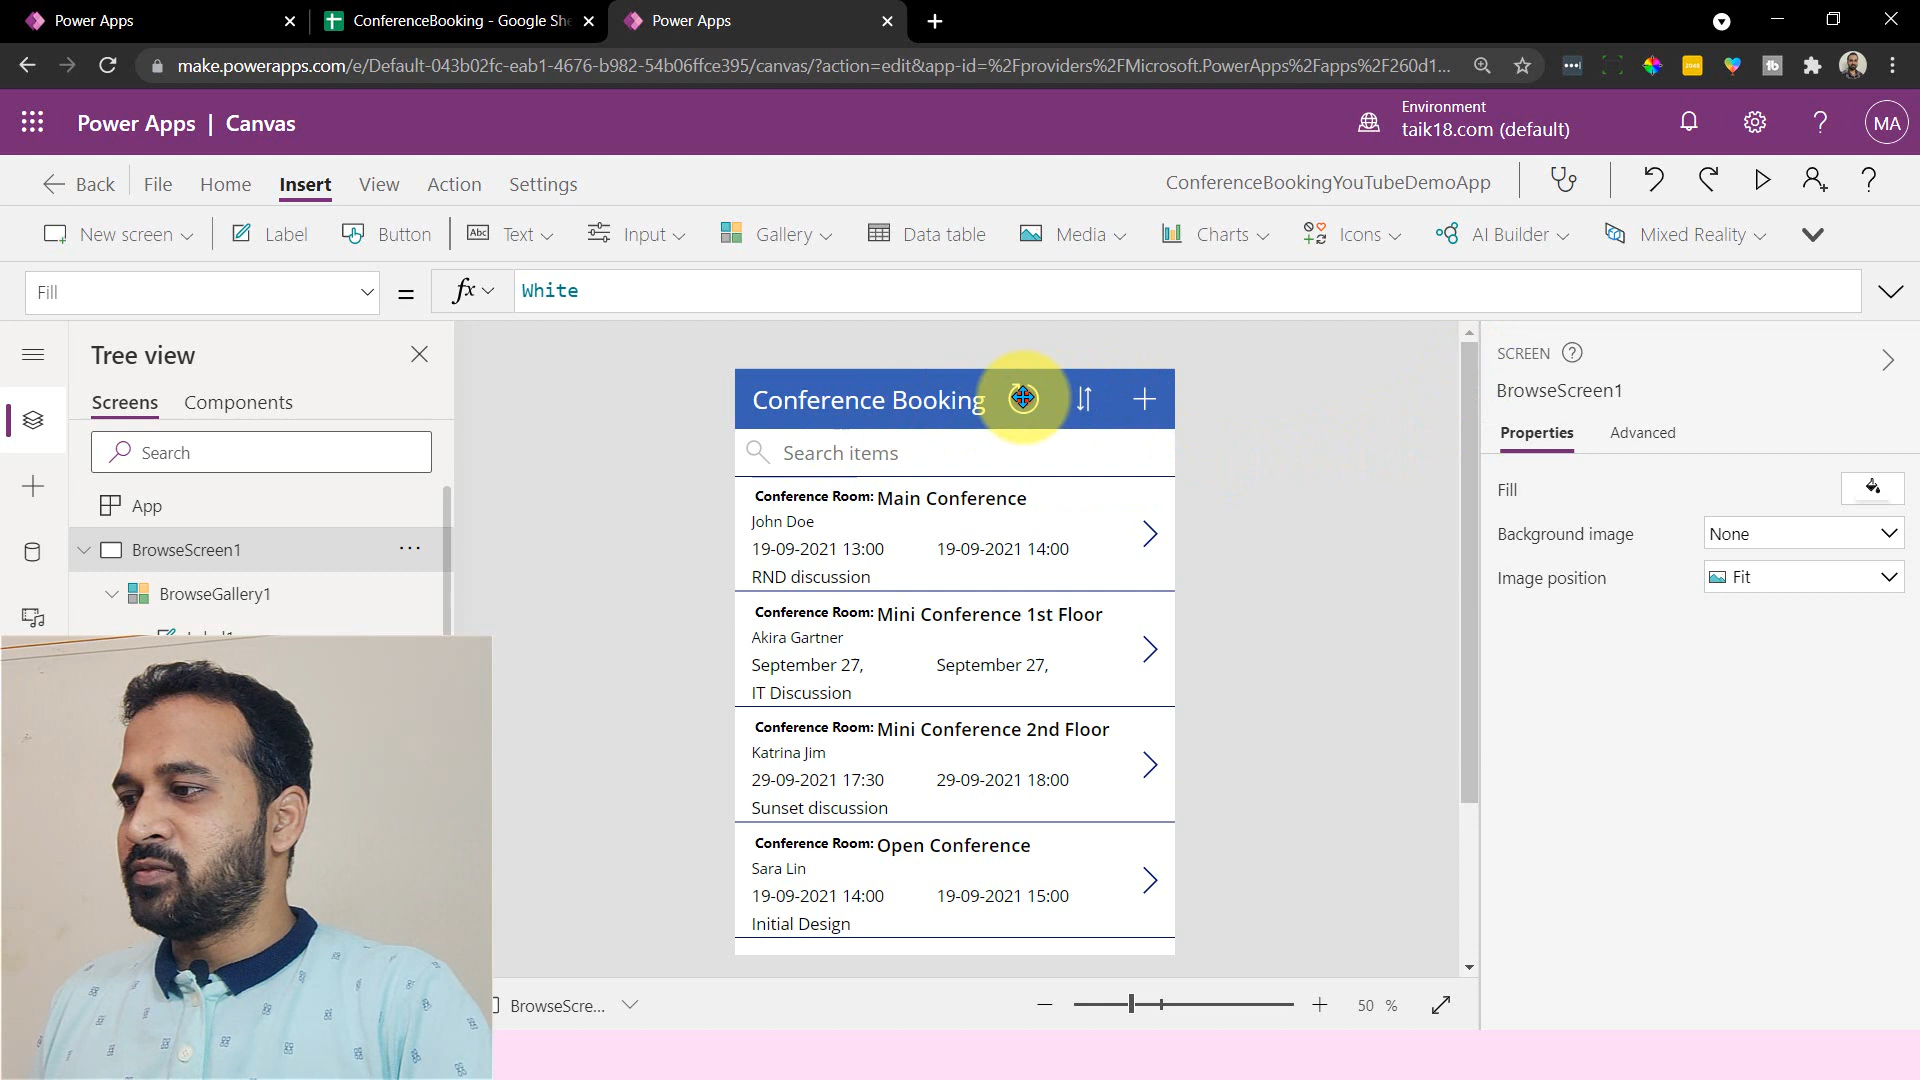 Power Apps
ConferenceBooking - Google She
Power Apps
make.powerapps.com/e/Default-043b02fc-eab1-4676-b982-54b06ffce395/canvas/?action=edit&app-id=%2Fproviders%2FMicrosoft.PowerApps%2Fapps%2F260d1...
Power Apps | Canvas
Environment
taik18.com (default)
MA
Back
File
Home
Insert
View
Action
Settings
ConferenceBookingYouTubeDemoApp
New screen
Label
Button
Text
Input
Gallery
Data table
Media
Charts
Icons
AI Builder
Mixed Reality
Fill
=
fx
White
Tree view
Screens
Components
Search
App
BrowseScreen1
BrowseGallery1
Conference Booking
Search items
Conference Room: Main Conference
John Doe
19-09-2021 13:00
19-09-2021 14:00
RND discussion
Conference Room: Mini Conference 1st Floor
Akira Gartner
September 27,
September 27,
IT Discussion
Conference Room: Mini Conference 2nd Floor
Katrina Jim
29-09-2021 17:30
29-09-2021 18:00
Sunset discussion
Conference Room: Open Conference
Sara Lin
19-09-2021 14:00
19-09-2021 15:00
Initial Design
SCREEN
BrowseScreen1
Properties
Advanced
Fill
Background image
None
Image position
Fit
BrowseScre...
50 %